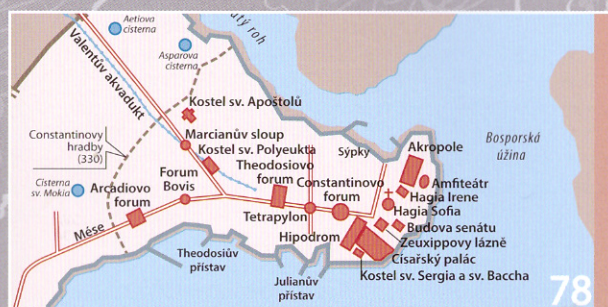 Aetiova
cisterna
Asparova
cisterna
Valentův akvadukt
roh
Kostel sv. Apoštolů
Constantinovy
hradby
(330)
Marcianův sloup
Kostel sv. Polyeukta
Sýpky
Akropole
Bosporská
úžina
Cisterna
sv. Mokia
Arcadiovo
forum
Forum
Bovis
Theodosiovo
forum
Constantinovo
forum
Amfiteátr
Hagia Irene
Hagia Sofia
Tetrapylon
Budova senátu
Hipodrom
Zeuxippovy lázně
Mése
Císařský palác
Theodosiův
přístav
Juliánův
přístav
Kostel sv. Sergia a sv. Baccha
78